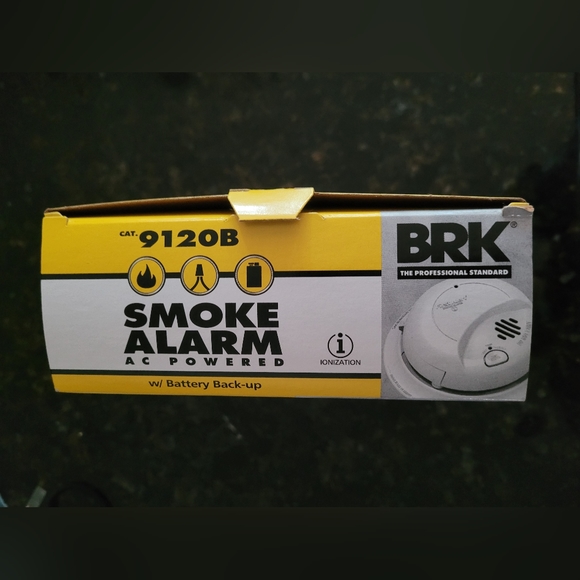 CAT. 9120B
SMOKE
ALARM
AC POWERED
w/ Battery Back-up
i
IONIZATION
BRK®
THE PROFESSIONAL STANDARD